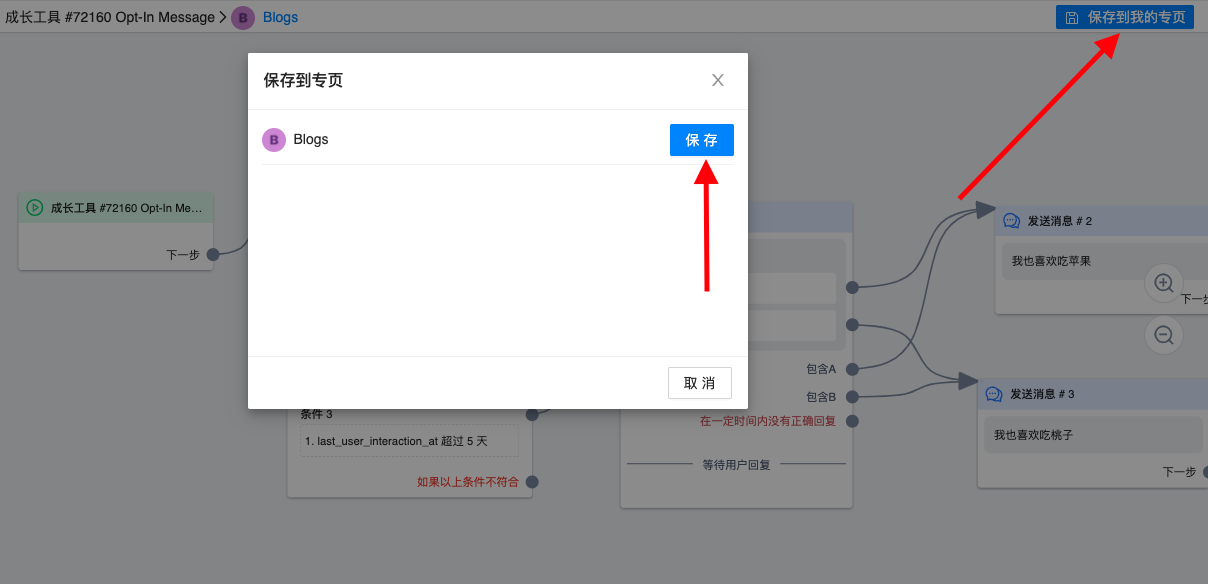 成长工具 #72160 Opt-In Message
B
Blogs
保存到我的专页
保存到专页
B
Blogs
保 存
取 消
成长工具 #72160 Opt-In Me...
下一步
条件 3
1. last_user_interaction_at 超过 5 天
如果以上条件不符合
包含A
包含B
在一定时间内没有正确回复
等待用户回复
发送消息 # 2
我也喜欢吃苹果
下一步
发送消息 # 3
我也喜欢吃桃子
下一步